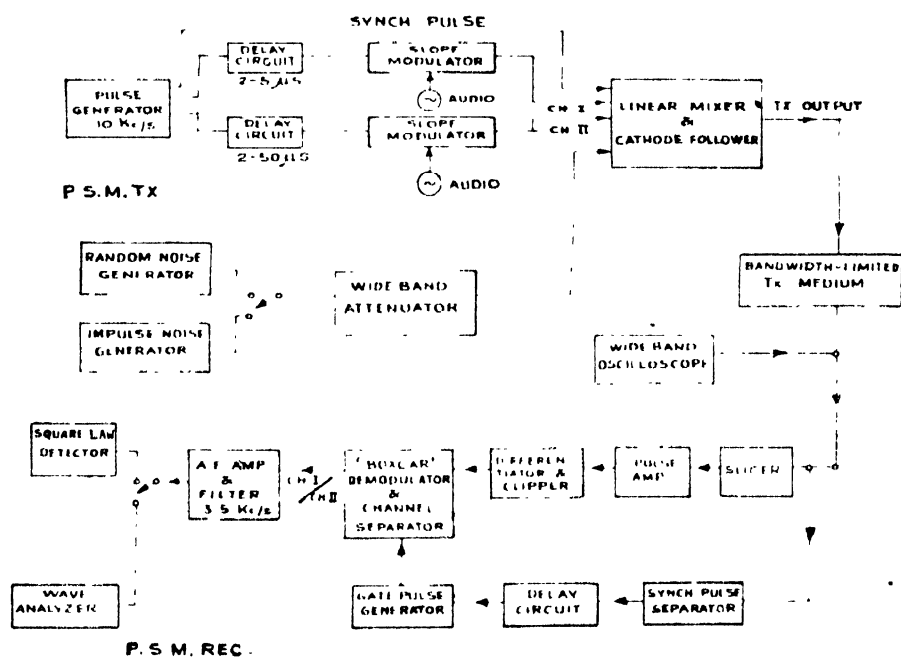 SYNCH PULSE
PULSE
GENERATOR
10 Kc/s
DELAY
CIRCUIT
2-5 µS
SLOPE
MODULATOR
AUDIO
DELAY
CIRCUIT
2-50 µS
SLOPE
MODULATOR
AUDIO
CH I
CH II
LINEAR MIXER
&
CATHODE FOLLOWER
TX OUTPUT
P S.M. TX
RANDOM NOISE
GENERATOR
IMPULSE NOISE
GENERATOR
WIDE BAND
ATTENUATOR
BANDWIDTH-LIMITED
Tx MEDIUM
WIDE BAND
OSCILLOSCOPE
SQUARE LAW
DETECTOR
A F AMP
&
FILTER
3.5 Kc/s
CH I
CH II
"BOXCAR"
DEMODULATOR
&
CHANNEL
SEPARATOR
DIFFEREN
TIATOR &
CLIPPER
PULSE
AMP
SLICER
WAVE
ANALYZER
GATE PULSE
GENERATOR
DELAY
CIRCUIT
SYNCH PULSE
SEPARATOR
P. S M. REC.